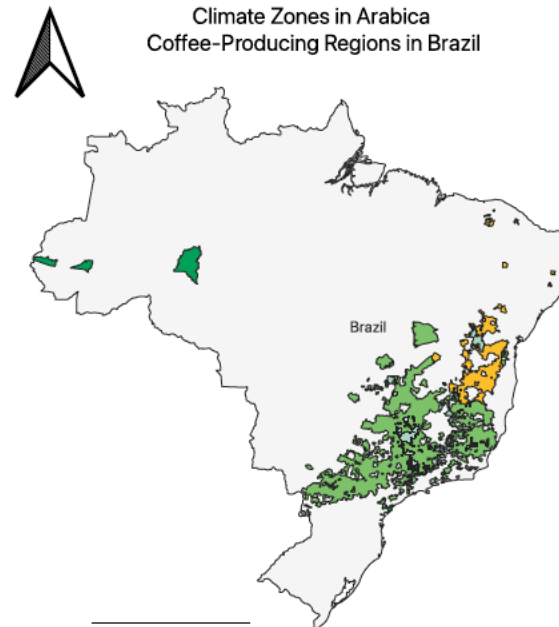 Climate Zones in Arabica
Coffee-Producing Regions in Brazil
Brazil